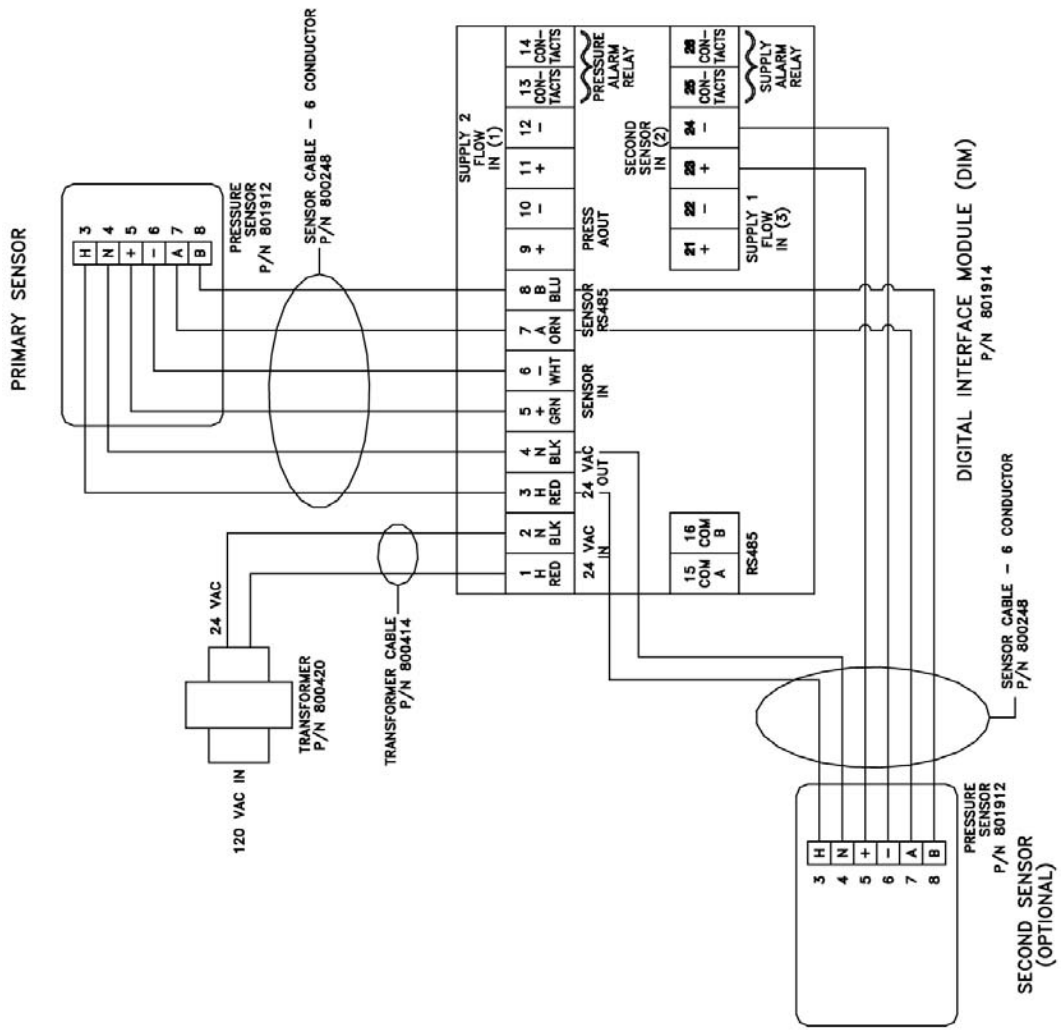 PRIMARY SENSOR
H 3
N 4
+ 5
- 6
A 7
B 8
PRESSURE
SENSOR
P/N 801912
SENSOR CABLE - 6 CONDUCTOR
P/N 800248
120 VAC IN
24 VAC
TRANSFORMER
P/N 800420
TRANSFORMER CABLE
P/N 800414
SUPPLY 2
FLOW
IN (1)
1 2 3 4 5 6 7 8 9 10 11 12 13 14
H N H N + - A B + - + - CON- CON-
RED BLK RED BLK GRN WHT ORN BLU TACTS TACTS
24 VAC
IN
24 VAC
OUT
SENSOR
IN
SENSOR
RS485
PRESS
AOUT
PRESSURE
ALARM
RELAY
15 16
COM COM
A B
RS485
SECOND
SENSOR
IN (2)
21 22 23 24 25 26
+ - + - CON- CON-
TACTS TACTS
SUPPLY 1
FLOW
IN (3)
SUPPLY
ALARM
RELAY
DIGITAL INTERFACE MODULE (DIM)
P/N 801914
SENSOR CABLE - 6 CONDUCTOR
P/N 800248
3 H
4 N
5 +
6 -
7 A
8 B
PRESSURE
SENSOR
P/N 801912
SECOND SENSOR
(OPTIONAL)